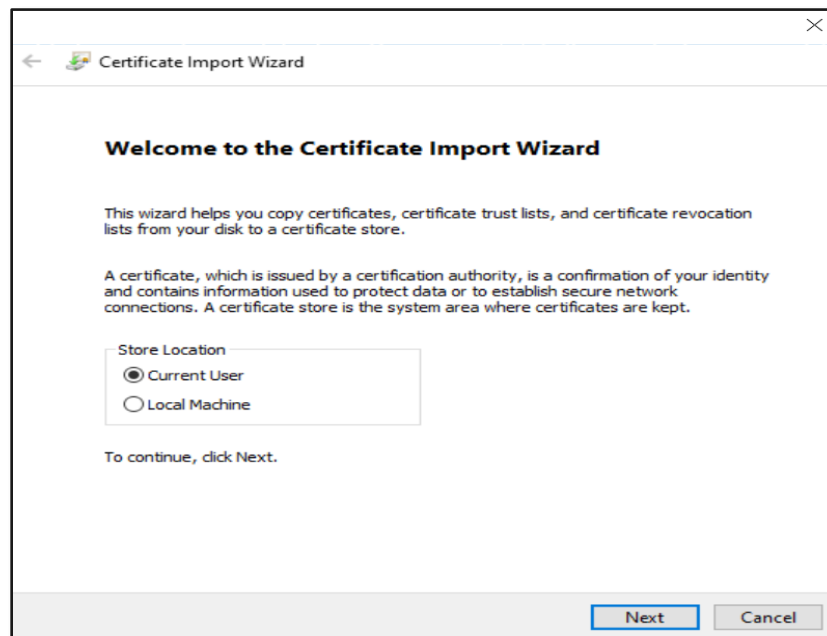 Certificate Import Wizard
Welcome to the Certificate Import Wizard
This wizard helps you copy certificates, certificate trust lists, and certificate revocation
lists from your disk to a certificate store.
A certificate, which is issued by a certification authority, is a confirmation of your identity
and contains information used to protect data or to establish secure network
connections. A certificate store is the system area where certificates are kept.
Store Location
Current User
Local Machine
To continue, click Next.
Next
Cancel